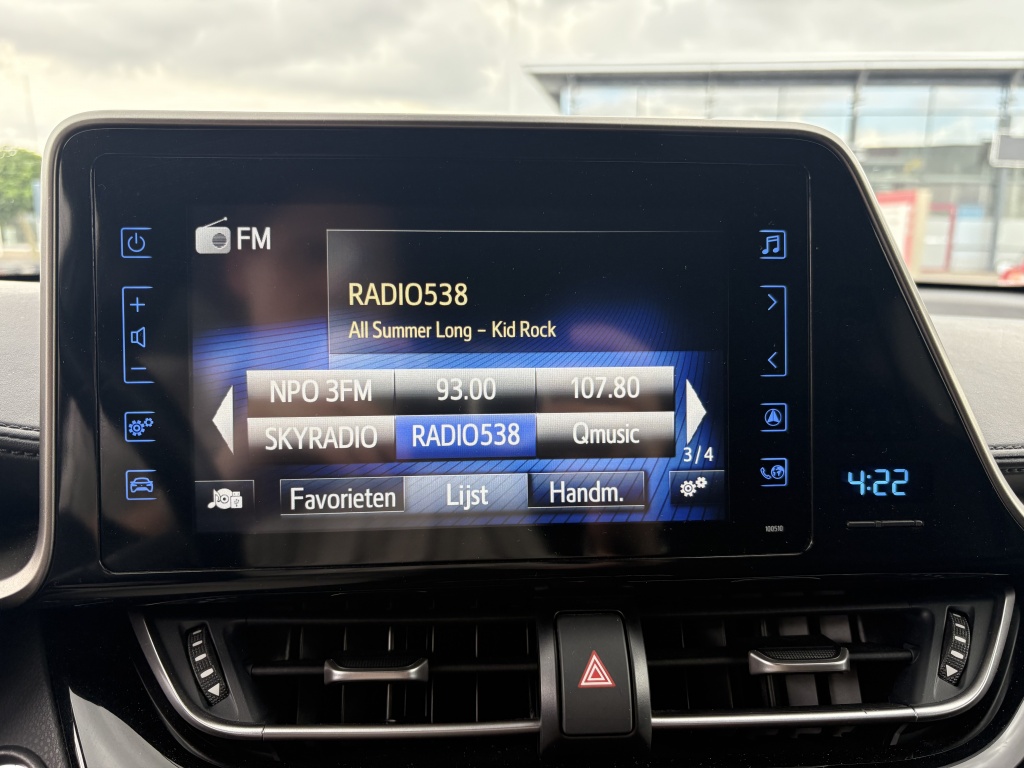 FM
RADIO538
All Summer Long – Kid Rock
NPO 3FM 93.00 107.80
SKYRADIO RADIO538 Qmusic
3/4
Favorieten Lijst Handm.
4:22
100510